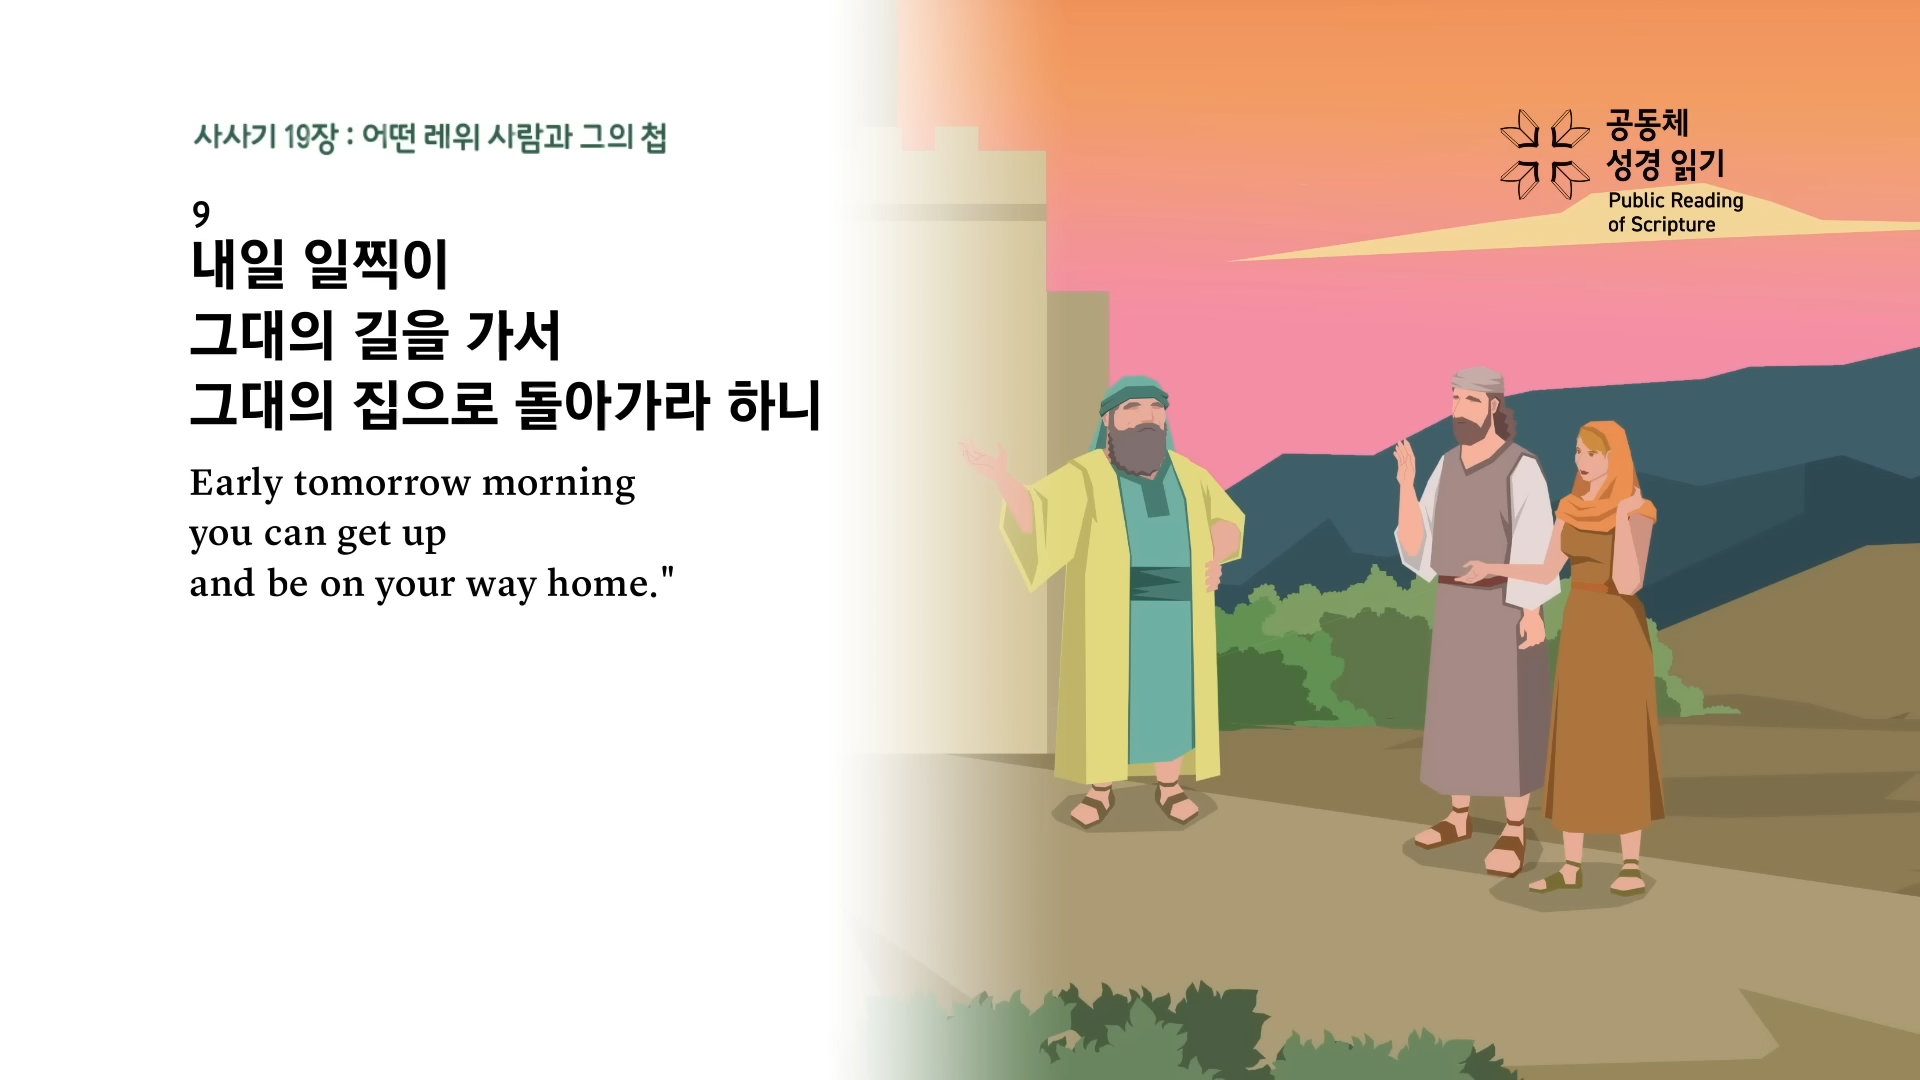 사사기 19장 : 어떤 레위 사람과 그의 첩
9
내일 일찍이
그대의 길을 가서
그대의 집으로 돌아가라 하니
Early tomorrow morning
you can get up
and be on your way home."
공동체
성경 읽기
Public Reading
of Scripture